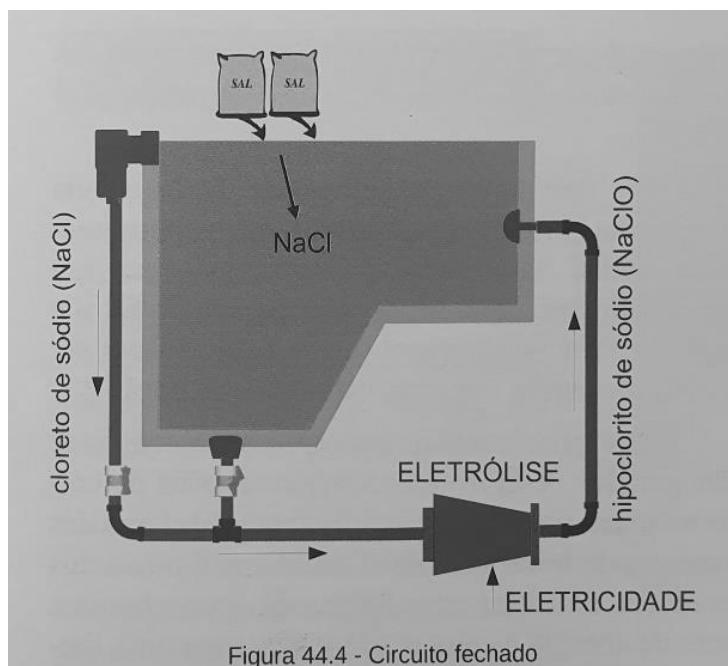 SAL SAL
NaCl
cloreto de sódio (NaCl)
hipoclorito de sódio (NaClO)
ELETRÓLISE
ELETRICIDADE
Figura 44.4 - Circuito fechado